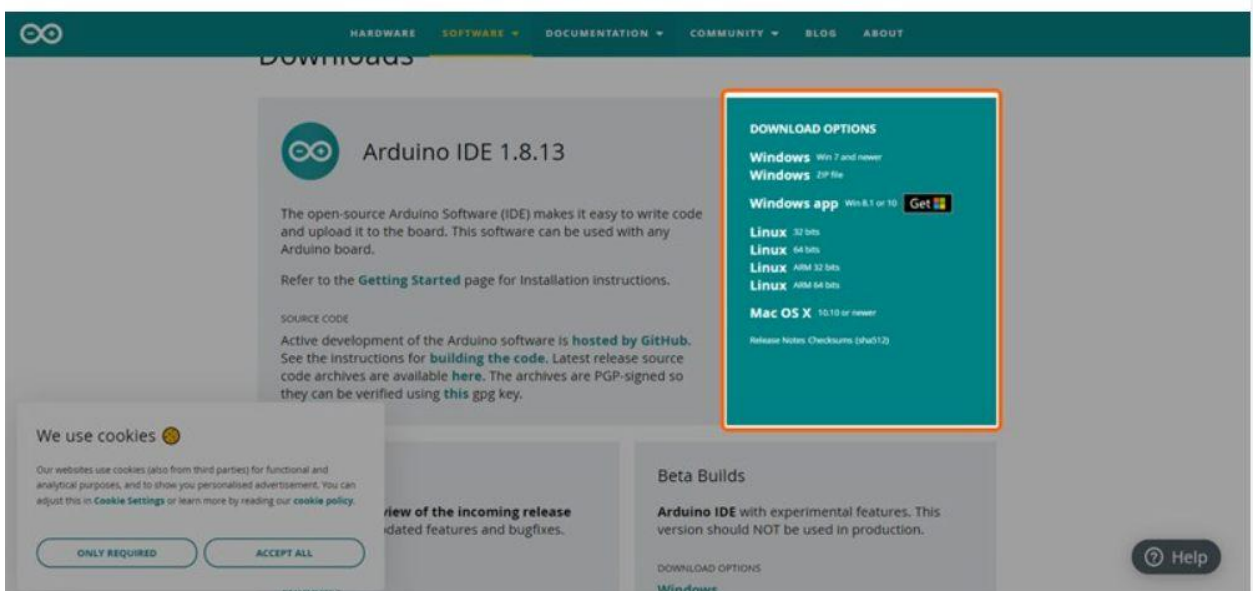 HARDWARE SOFTWARE DOCUMENTATION COMMUNITY BLOG ABOUT
Downloads
Arduino IDE 1.8.13
The open-source Arduino Software (IDE) makes it easy to write code
and upload it to the board. This software can be used with any
Arduino board.
Refer to the Getting Started page for Installation instructions.
SOURCE CODE
Active development of the Arduino software is hosted by GitHub.
See the instructions for building the code. Latest release source
code archives are available here. The archives are PGP-signed so
they can be verified using this gpg key.
DOWNLOAD OPTIONS
Windows Win 7 and newer
Windows ZIP file
Windows app Win 8.1 or 10 Get
Linux 32 bits
Linux 64 bits
Linux ARM 32 bits
Linux ARM 64 bits
Mac OS X 10.10 or newer
Release Notes Checksums (sha512)
We use cookies
Our websites use cookies (also from third parties) for functional and
analytical purposes, and to show you personalised advertisement. You can
adjust this in Cookie Settings or learn more by reading our cookie policy.
ONLY REQUIRED ACCEPT ALL
view of the incoming release
dated features and bugfixes.
Beta Builds
Arduino IDE with experimental features. This
version should NOT be used in production.
DOWNLOAD OPTIONS
Windows
Help